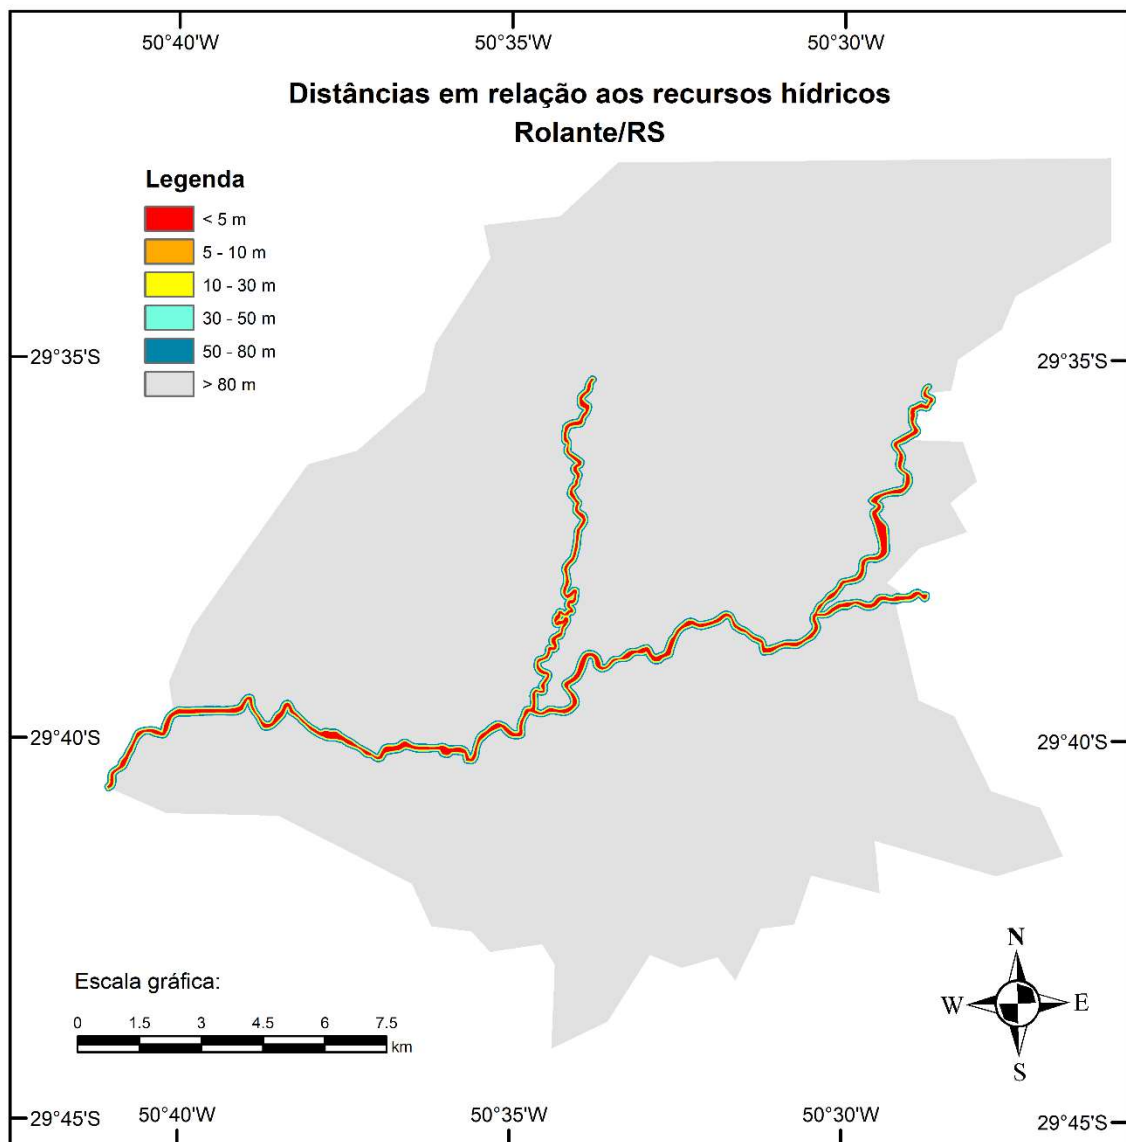 50°40'W 50°35'W 50°30'W
Distâncias em relação aos recursos hídricos
Rolante/RS
Legenda
< 5 m
5 - 10 m
10 - 30 m
30 - 50 m
50 - 80 m
> 80 m
29°35'S 29°35'S
29°40'S 29°40'S
Escala gráfica:
0 1.5 3 4.5 6 7.5
km
N
W E
S
29°45'S 50°40'W 50°35'W 50°30'W 29°45'S